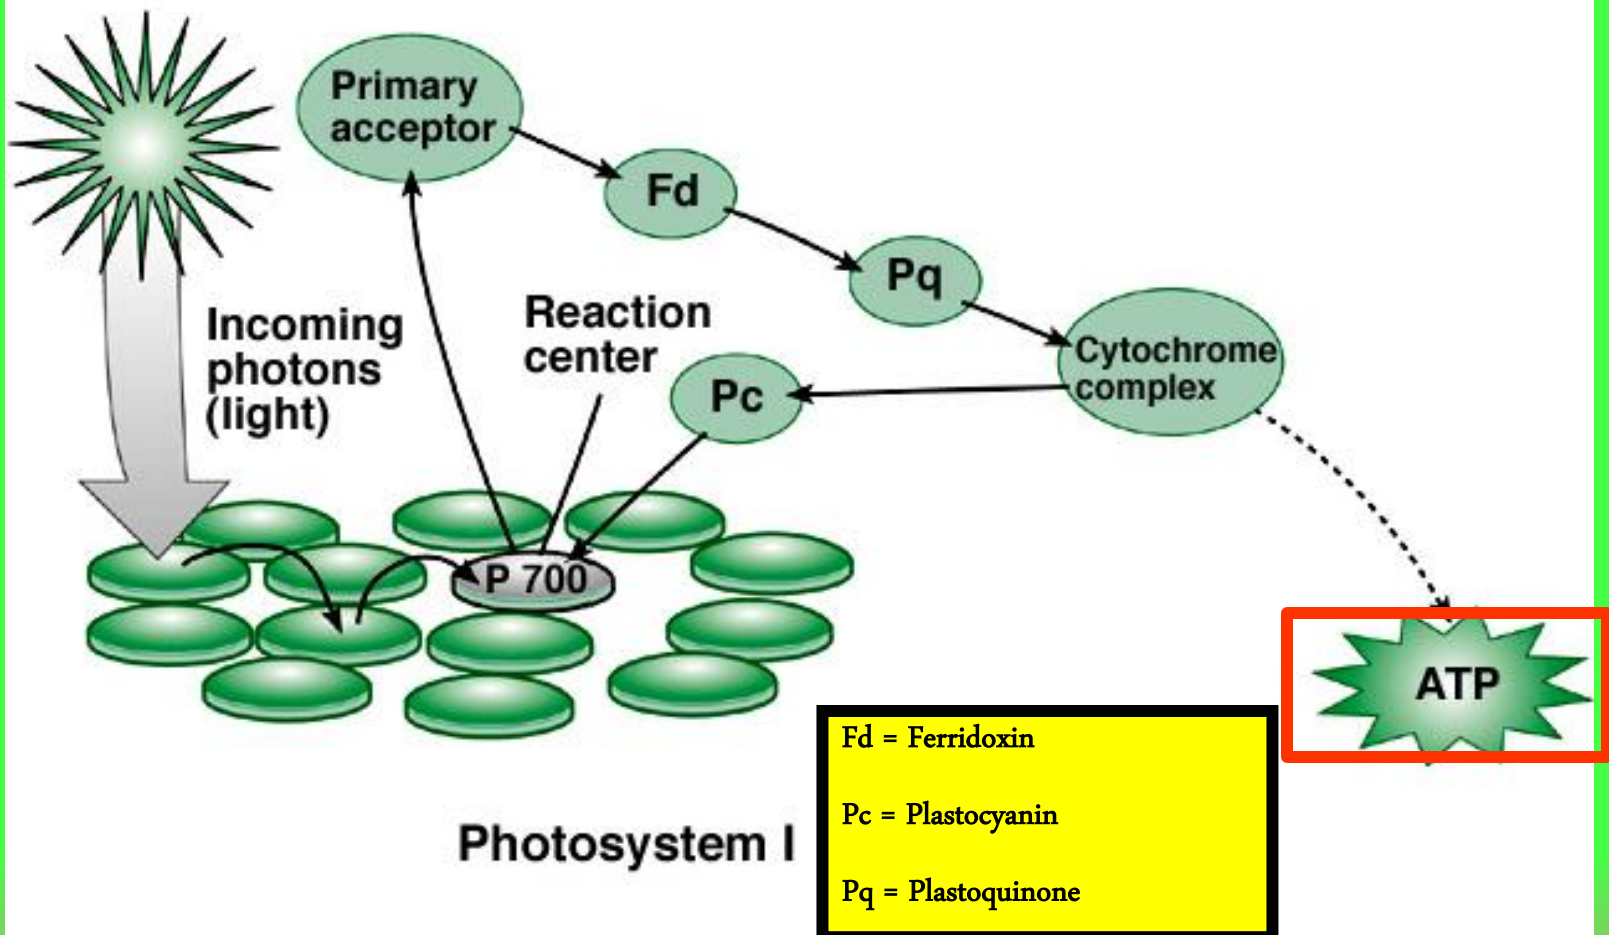 Primary
acceptor
Fd
Pq
Incoming
photons
(light)
Reaction
center
Pc
Cytochrome
complex
P 700
ATP
Photosystem I
Fd = Ferridoxin
Pc = Plastocyanin
Pq = Plastoquinone